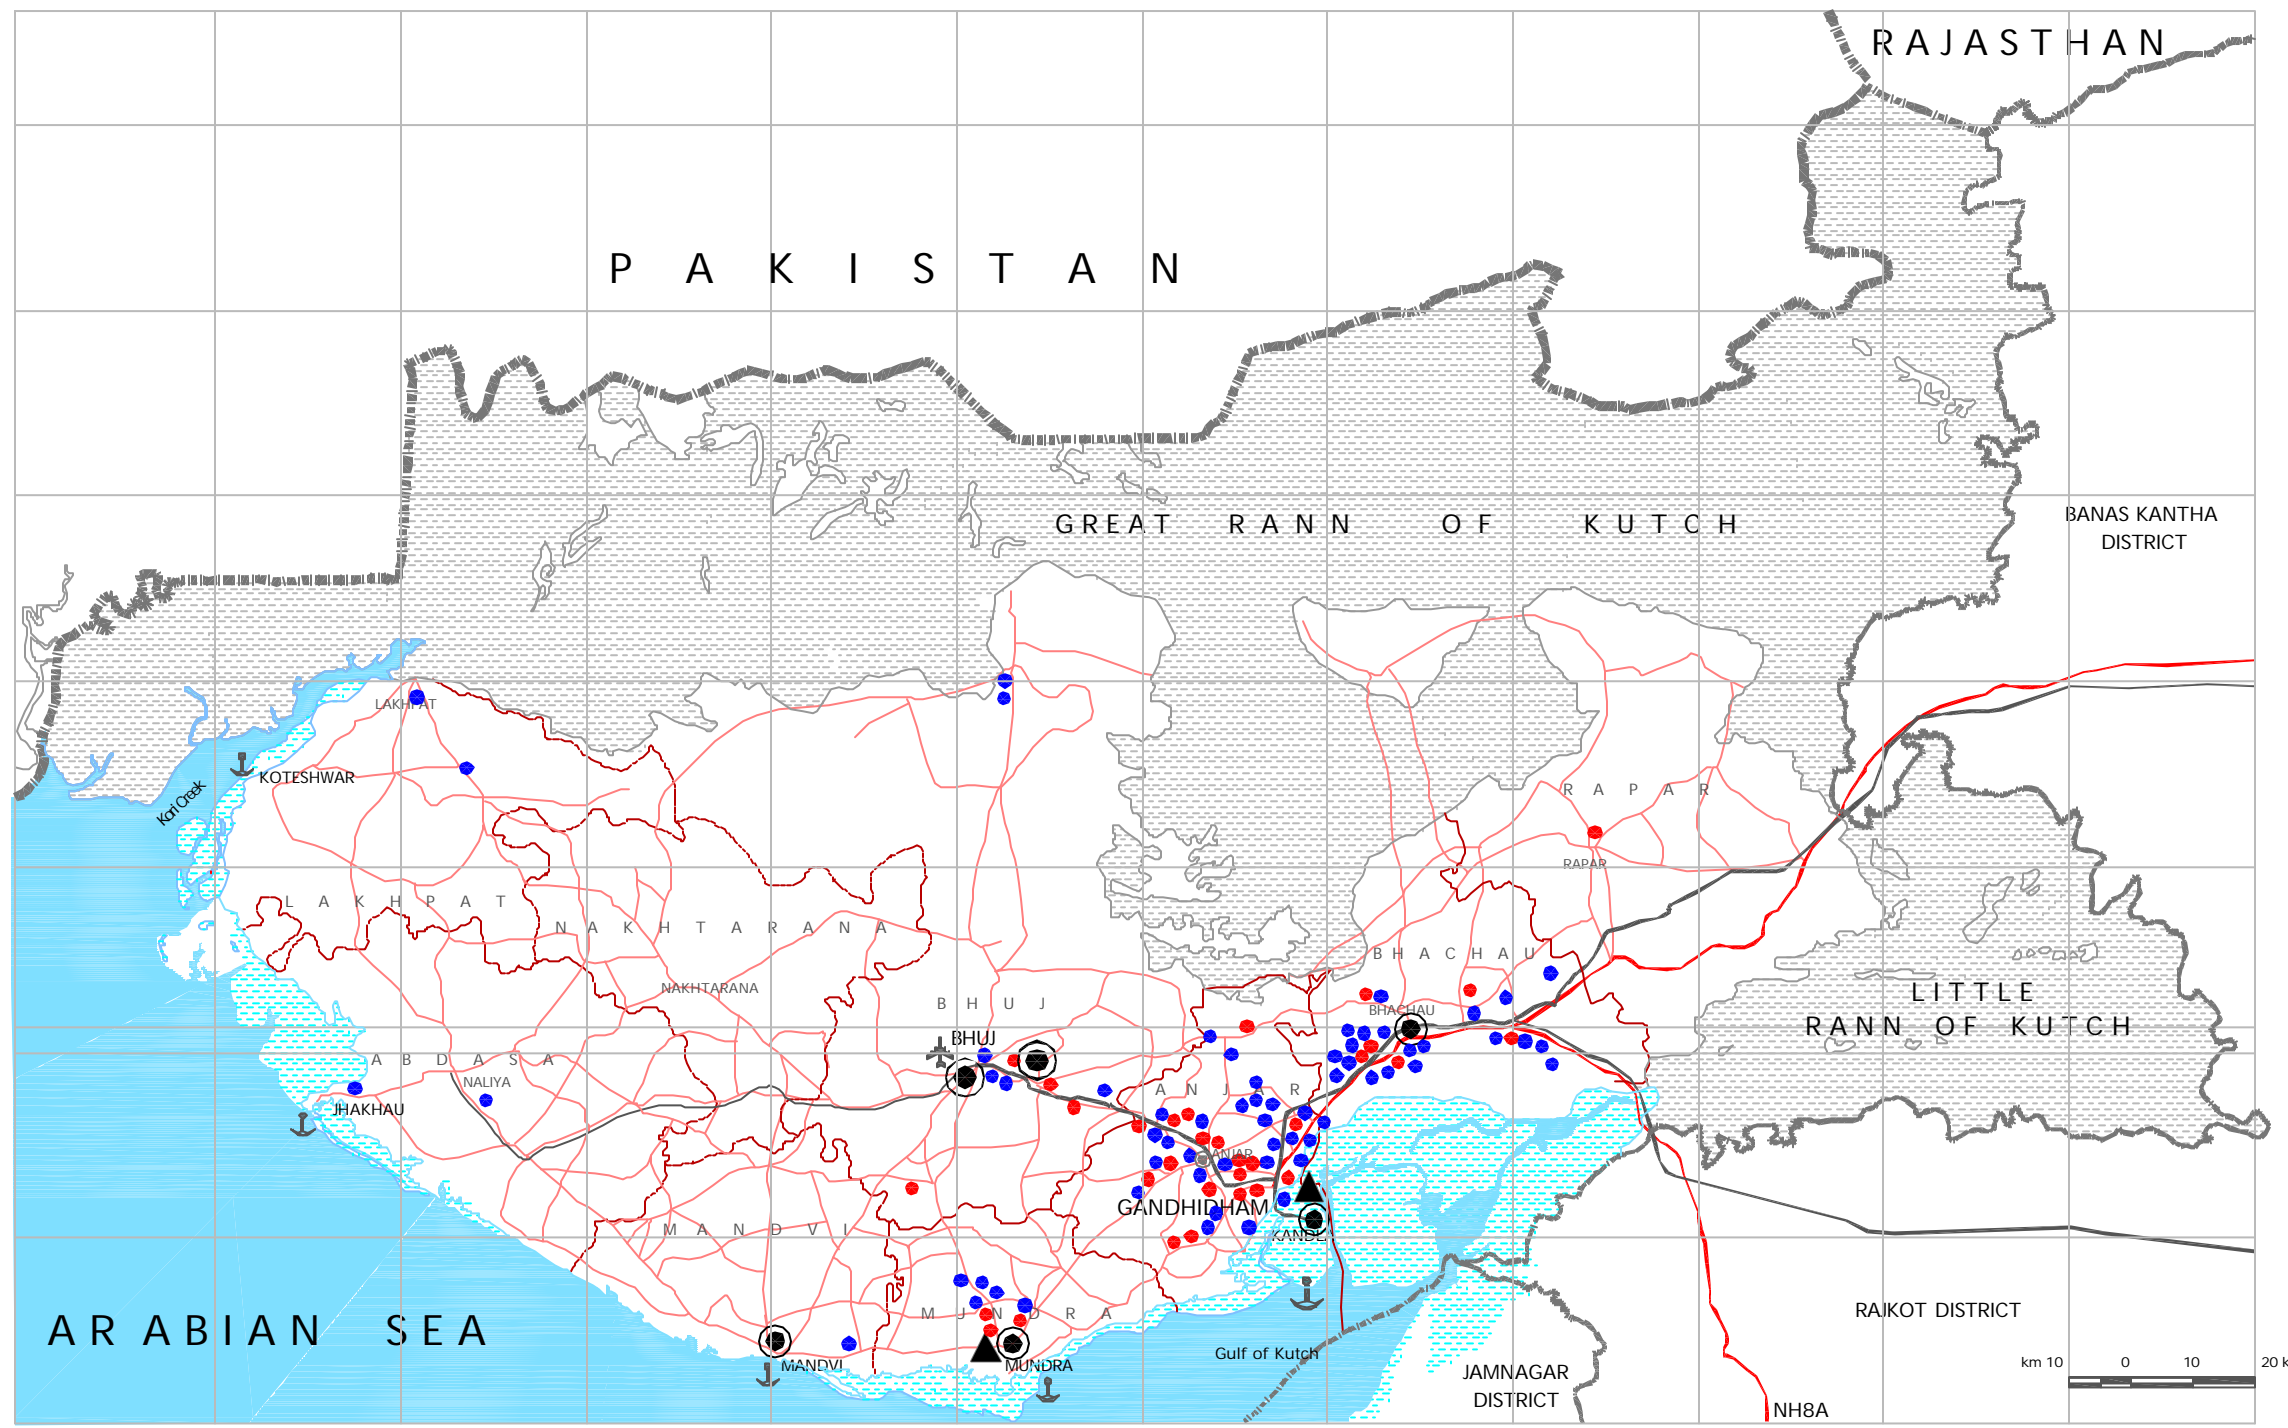 RAJASTHAN
PAKISTAN
GREAT RANN OF KUTCH
BANAS KANTHA
DISTRICT
LAKHPAT
KOTESHWAR
Kori Creek
RAPAR
RAPAR
LAKHPAT
NAKHTARANA
NAKHTARANA
BHACHAU
BHUJ
BHACHAU
LITTLE
RANN OF KUTCH
BHUJ
ABDASA
NALIYA
JHAKHAU
ANJAR
ANJAR
GANDHIDHAM
KANDLA
MANDVI
MUNDRA
ARABIAN SEA
MANDVI
MUNDRA
Gulf of Kutch
RAJKOT DISTRICT
JAMNAGAR
DISTRICT
km 10 0 10 20 k
NH8A